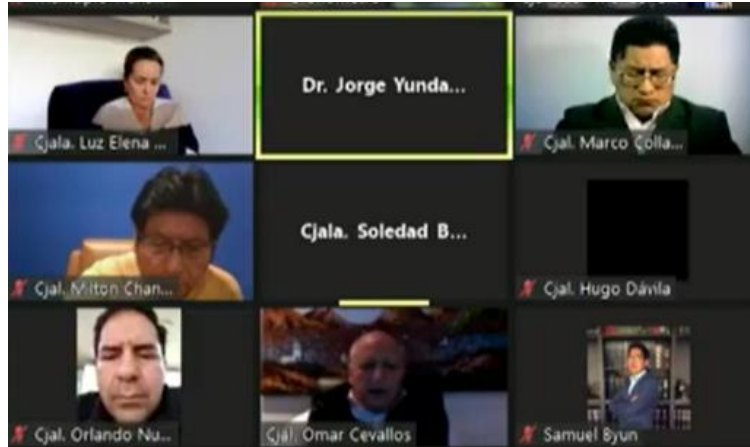 Cjala. Luz Elena ...
Dr. Jorge Yunda...
Cjal. Marco Colla...
Cjal. Milton Chan...
Cjala. Soledad B...
Cjal. Hugo Dávila
Cjal. Orlando Nu...
Cjal. Omar Cevallos
Samuel Byun